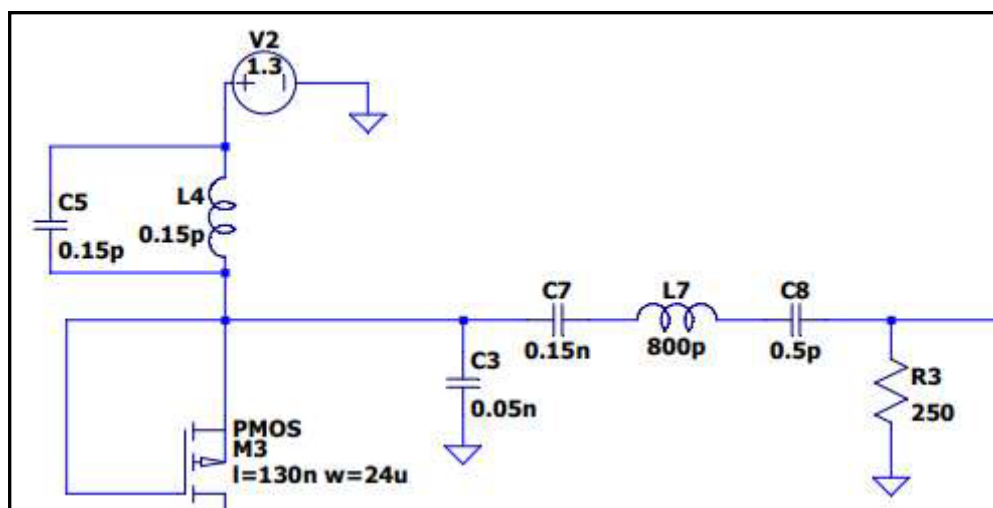 V2
1.3
C5
0.15p
L4
0.15p
C7
0.15n
L7
800p
C8
0.5p
C3
0.05n
R3
250
PMOS
M3
l=130n w=24u